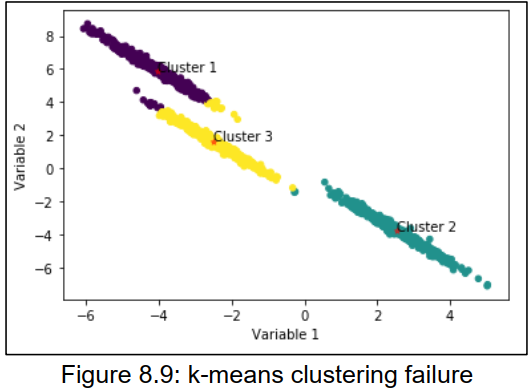 8
6
4
2
0
−2
−4
−6
Variable 2
Cluster 1
Cluster 3
Cluster 2
−6 −4 −2 0 2 4
Variable 1
Figure 8.9: k-means clustering failure